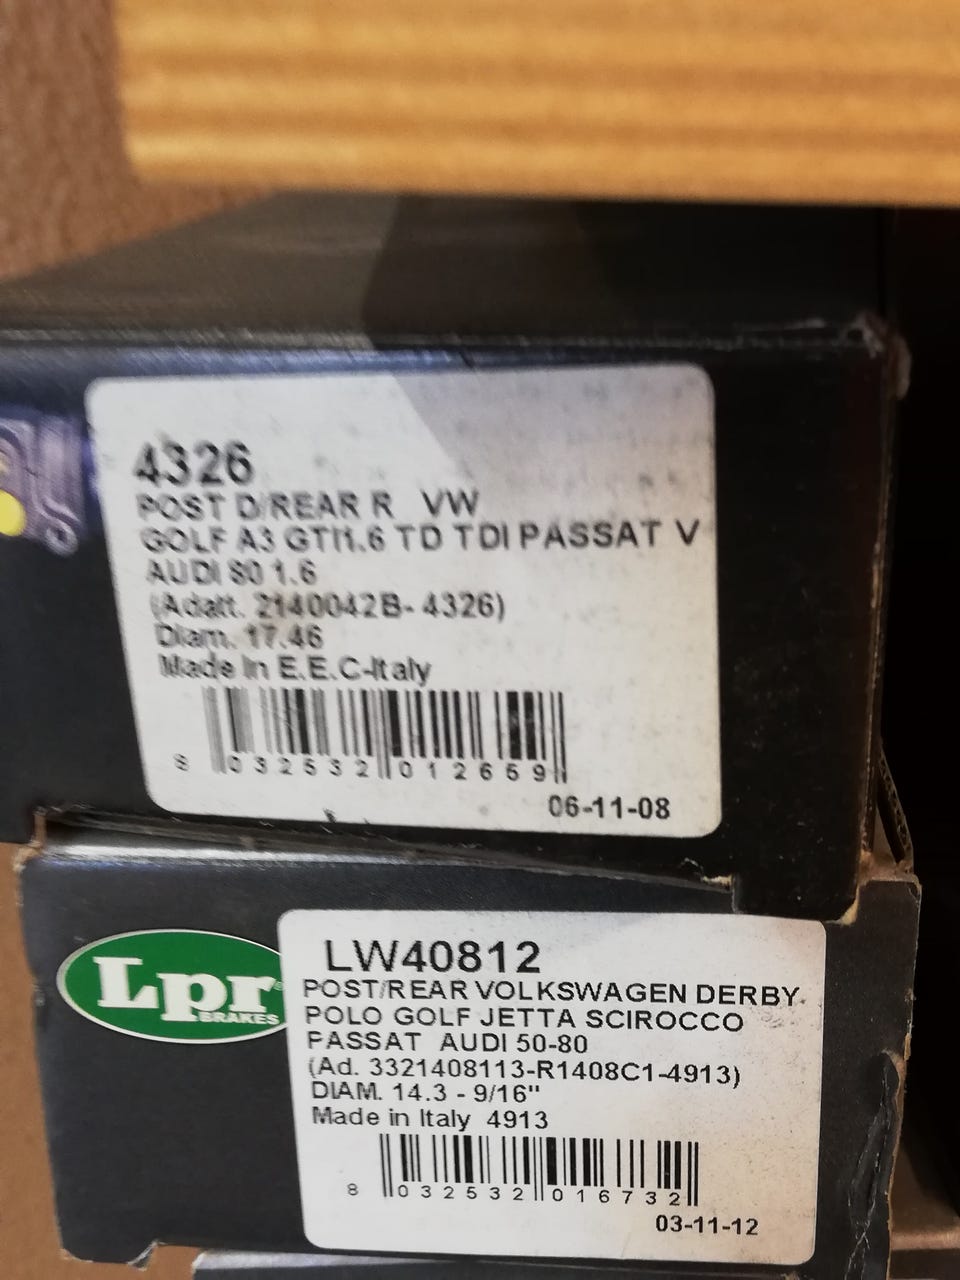 4326
POST D/REAR R VW
GOLF A3 GTI1.6 TD TDI PASSAT V
AUDI 80 1.6
(Adatt. 2140042B- 4326)
Diam. 17.46
Made In E.E.C-Italy
8 032532 012659
06-11-08
Lpr
BRAKES
LW40812
POST/REAR VOLKSWAGEN DERBY
POLO GOLF JETTA SCIROCCO
PASSAT AUDI 50-80
(Ad. 3321408113-R1408C1-4913)
DIAM. 14.3 - 9/16"
Made in Italy 4913
8 032532 016732
03-11-12